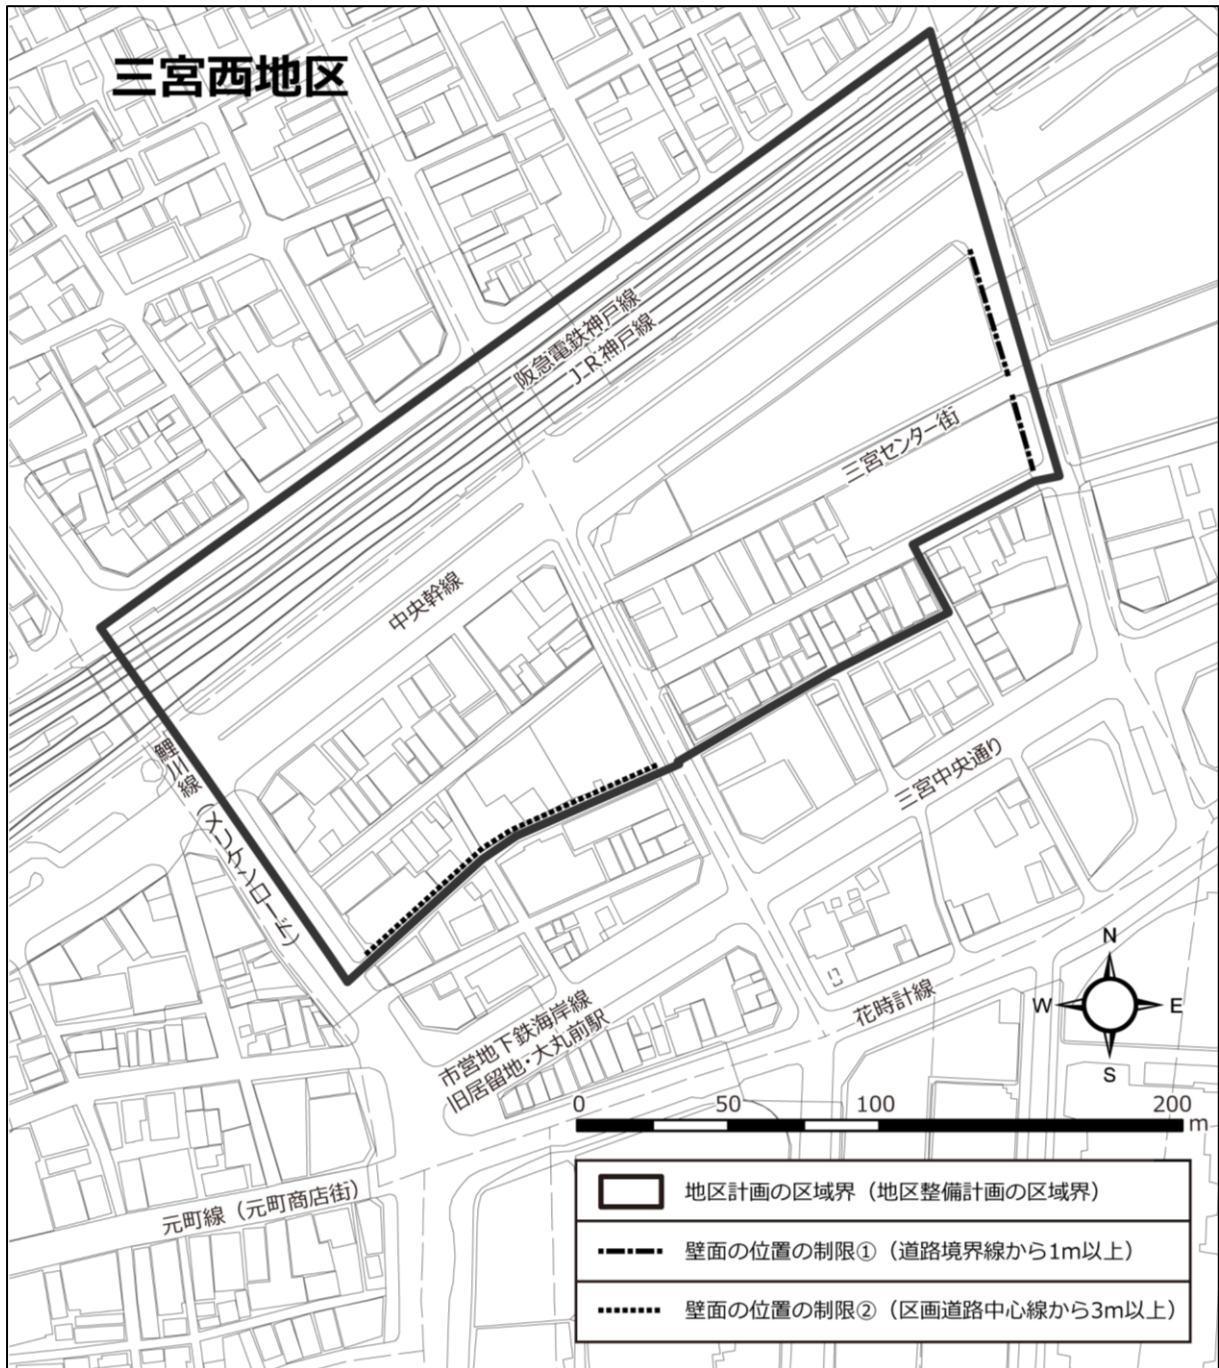 三宮西地区
阪急電鉄神戸線
J.R.神戸線
三宮センター街
中央幹線
鯉川線（メリケンロード）
三宮中央通り
花時計線
市営地下鉄海岸線
旧居留地・大丸前駅
元町線（元町商店街）
N
W
E
S
0 50 100 200
m
地区計画の区域界（地区整備計画の区域界）
壁面の位置の制限①（道路境界線から1m以上）
壁面の位置の制限②（区画道路中心線から3m以上）